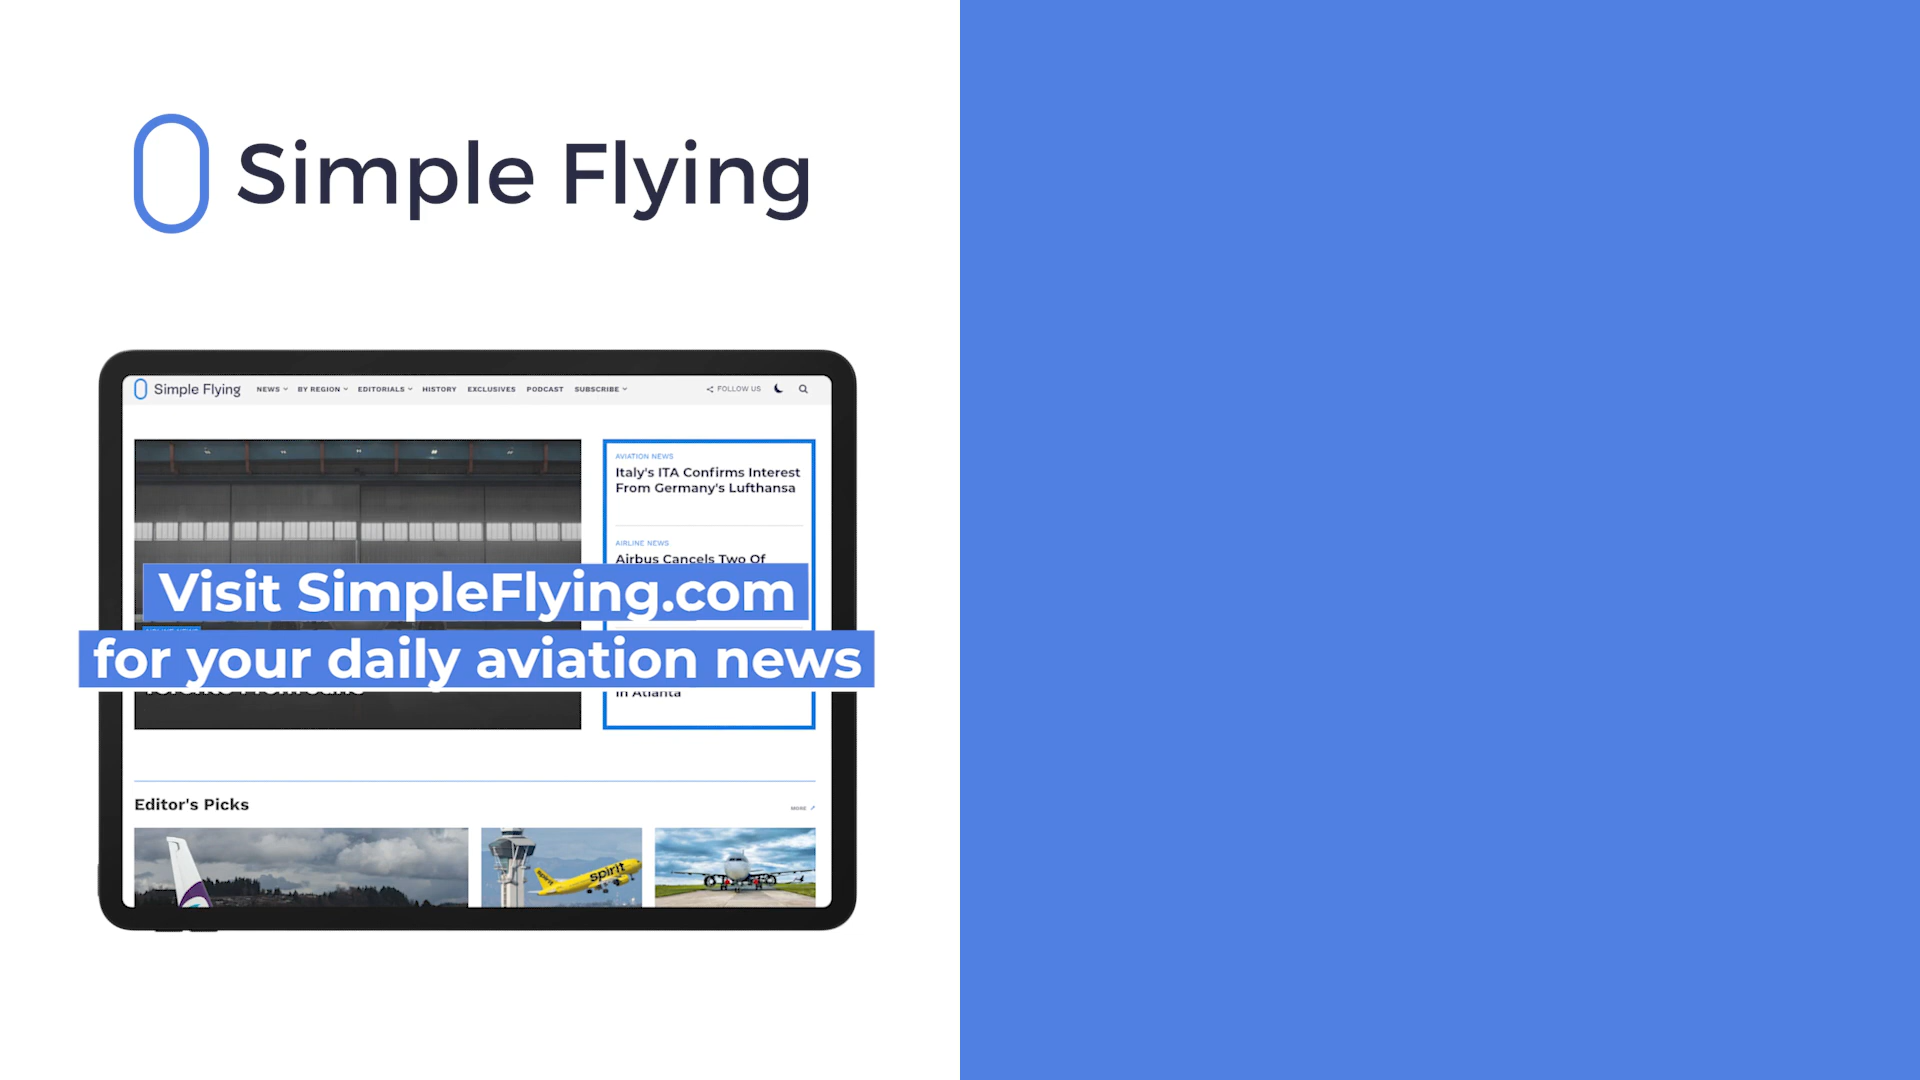 Simple Flying
Simple Flying
NEWS
BY REGION
EDITORIALS
HISTORY
EXCLUSIVES
PODCAST
SUBSCRIBE
FOLLOW US
AVIATION NEWS
Italy's ITA Confirms Interest
From Germany's Lufthansa
AIRLINE NEWS
Airbus Cancels Two Of
Visit SimpleFlying.com
for your daily aviation news
In Atlanta
Editor's Picks
MORE
spirit
spirit